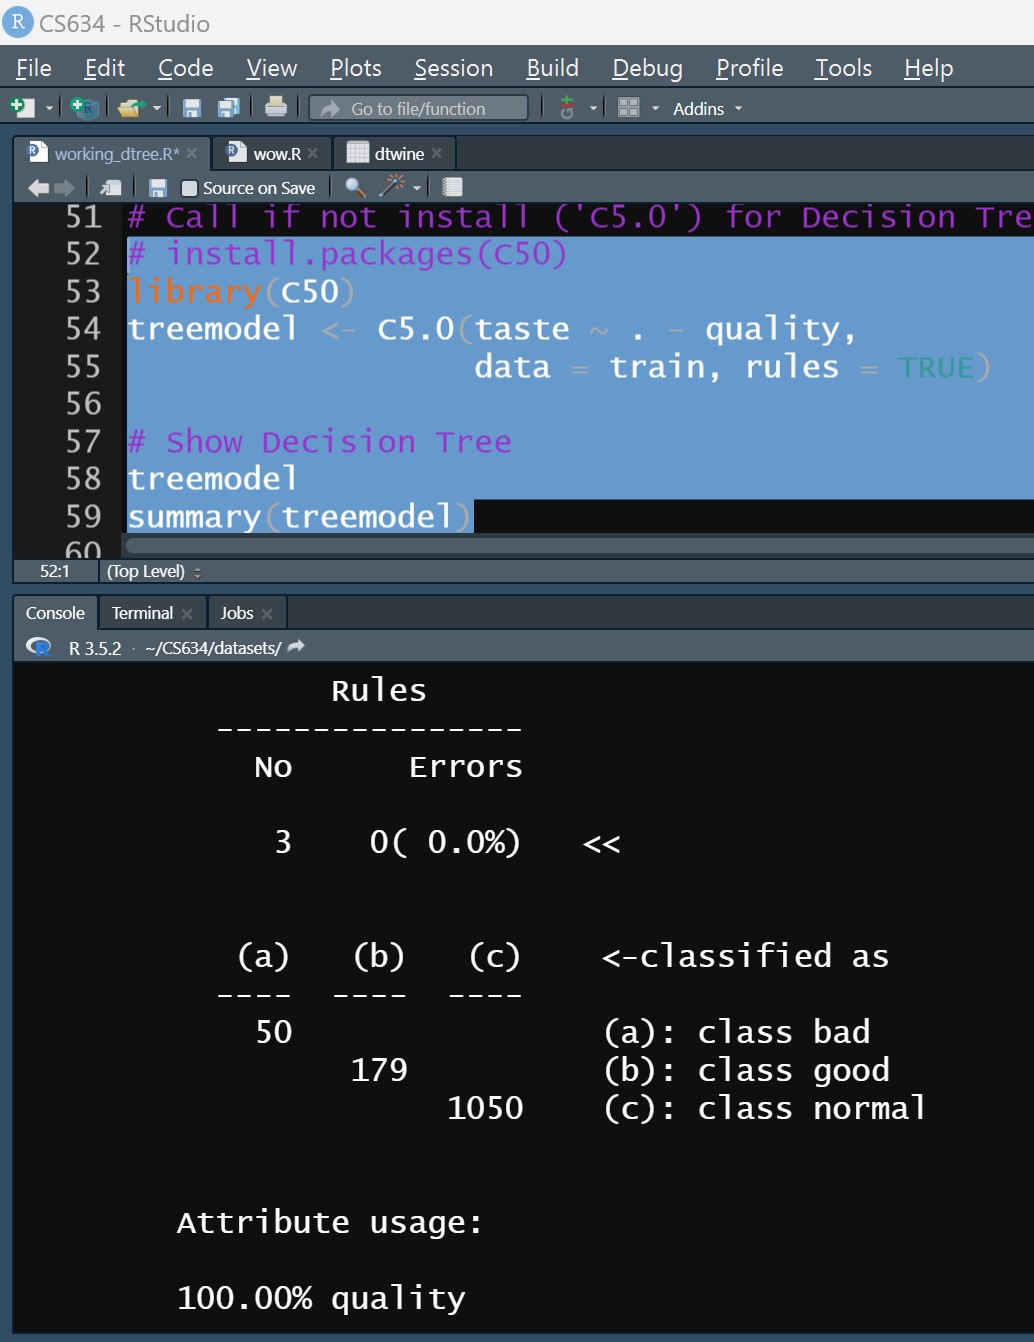 R CS634 - RStudio
File Edit Code View Plots Session Build Debug Profile Tools Help
Go to file/function Addins
working_dtree.R* wow.R dtwine
Source on Save
51 # Call if not install ('C5.0') for Decision Tre
52 # install.packages(C50)
53 library(C50)
54 treemodel <- C5.0(taste ~ . - quality,
55 data = train, rules = TRUE)
56
57 # Show Decision Tree
58 treemodel
59 summary(treemodel)
60
52:1 (Top Level)
Console Terminal Jobs
R 3.5.2 · ~/CS634/datasets/
Rules
----------------
No Errors
3 0( 0.0%) <<
(a) (b) (c) <-classified as
---- ---- ----
50 (a): class bad
179 (b): class good
1050 (c): class normal
Attribute usage:
100.00% quality